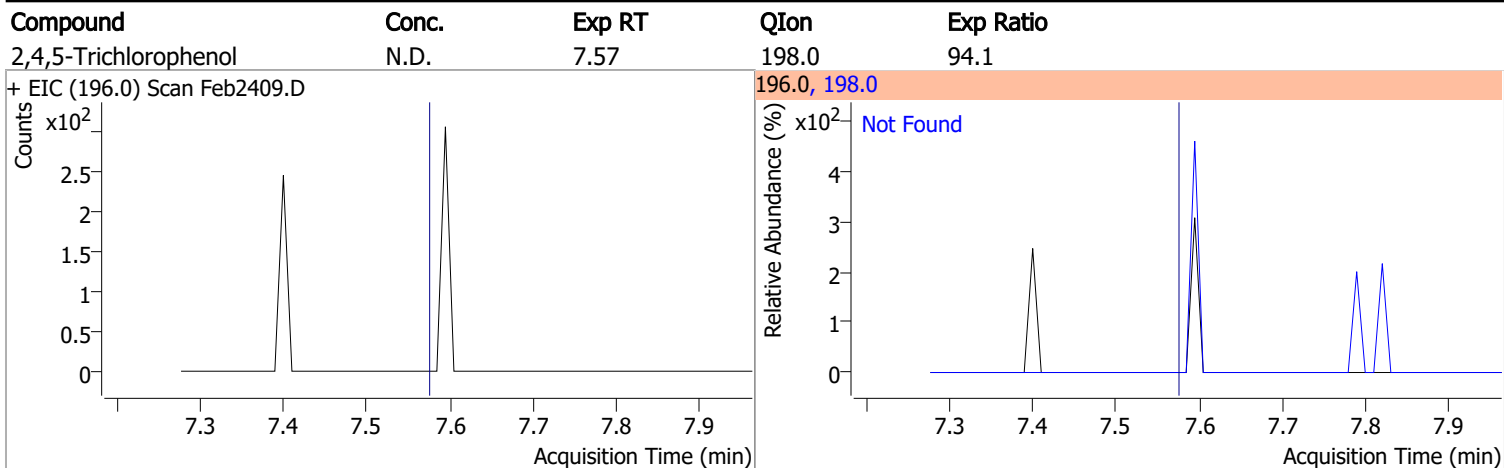 Compound Conc. Exp RT QIon Exp Ratio
2,4,5-Trichlorophenol N.D. 7.57 198.0 94.1
+ EIC (196.0) Scan Feb2409.D
Counts
x10²
2.5
2
1.5
1
0.5
0
7.3 7.4 7.5 7.6 7.7 7.8 7.9
Acquisition Time (min)
196.0, 198.0
Relative Abundance (%)
x10²
Not Found
4
3
2
1
0
7.3 7.4 7.5 7.6 7.7 7.8 7.9
Acquisition Time (min)